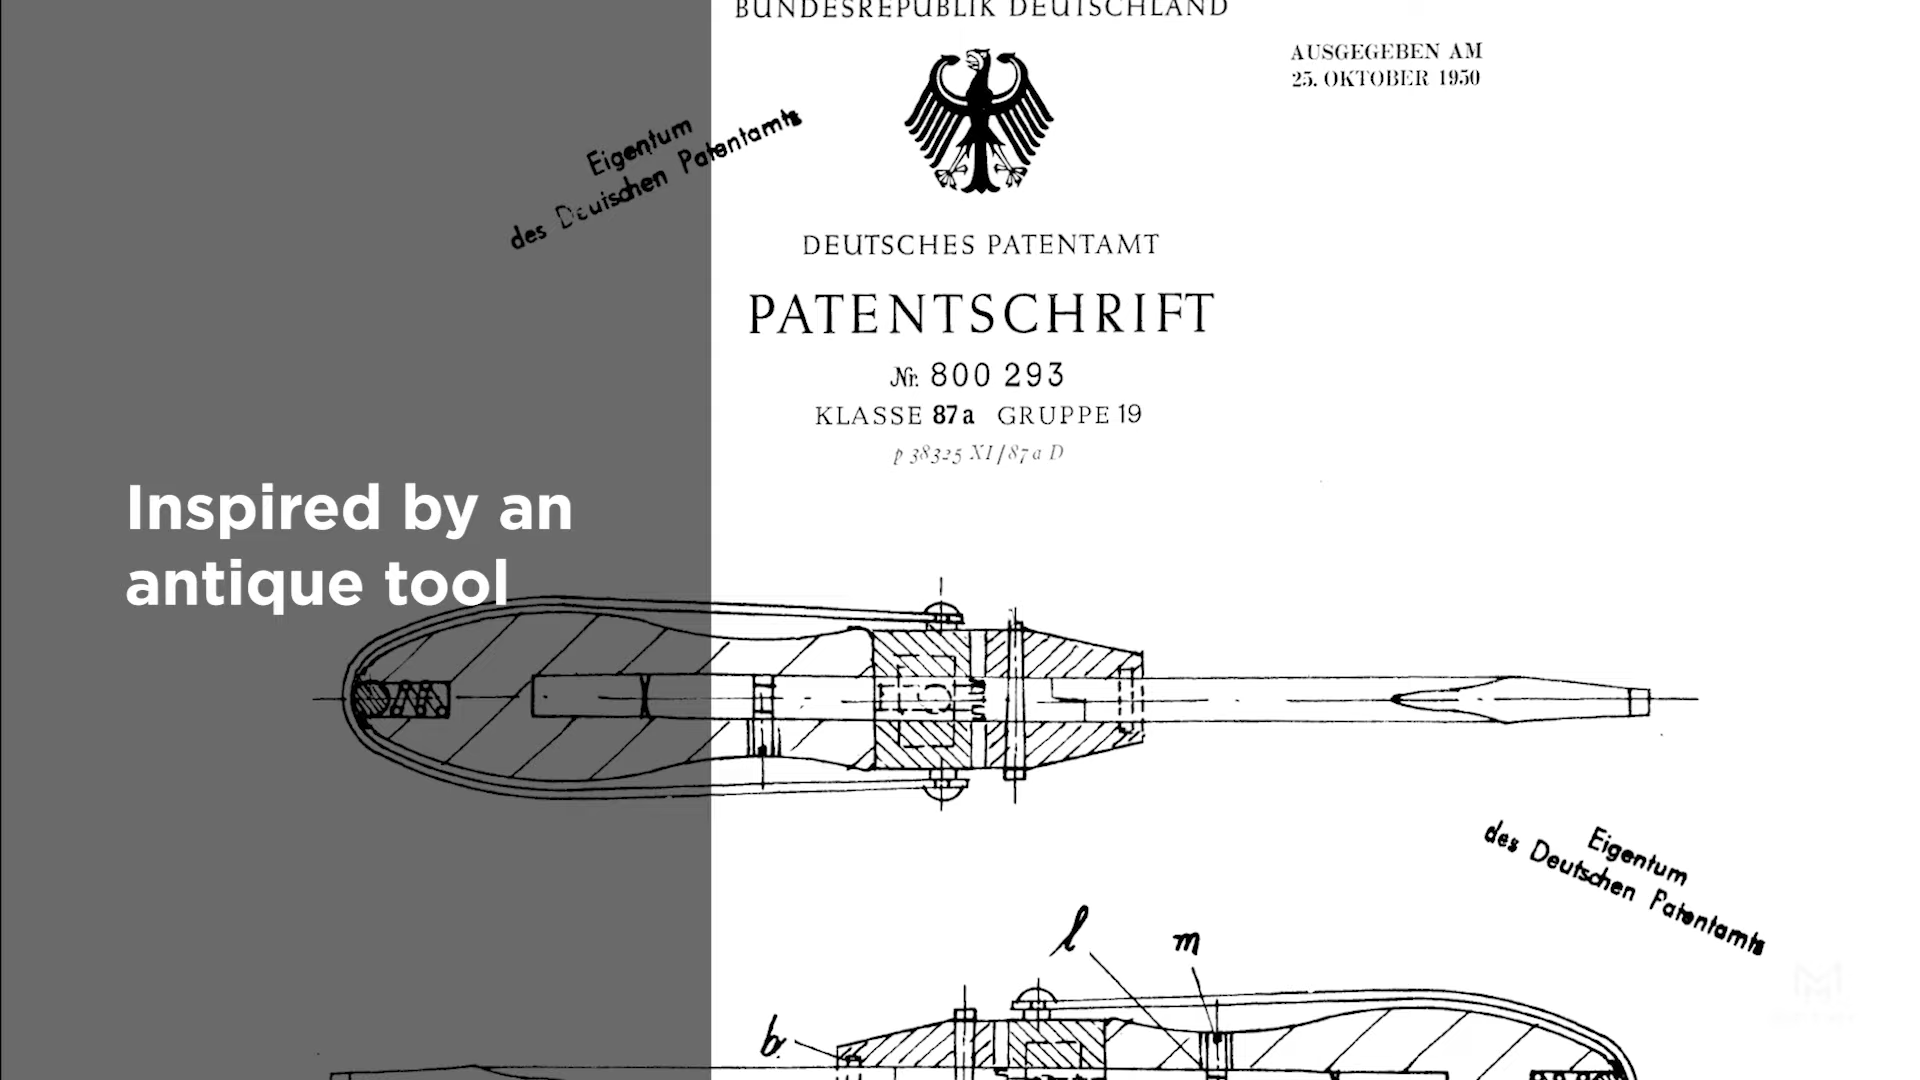 BUNDESREPUBLIK DEUTSCHLAND
AUSGEGEBEN AM
25. OKTOBER 1950
Eigentum
des Deutschen Patentamts
DEUTSCHES PATENTAMT
PATENTSCHRIFT
Nr. 800 293
KLASSE 87a GRUPPE 19
p 38325 XI/87a D
Inspired by an
antique tool
Eigentum
des Deutschen Patentamts
l
m
b